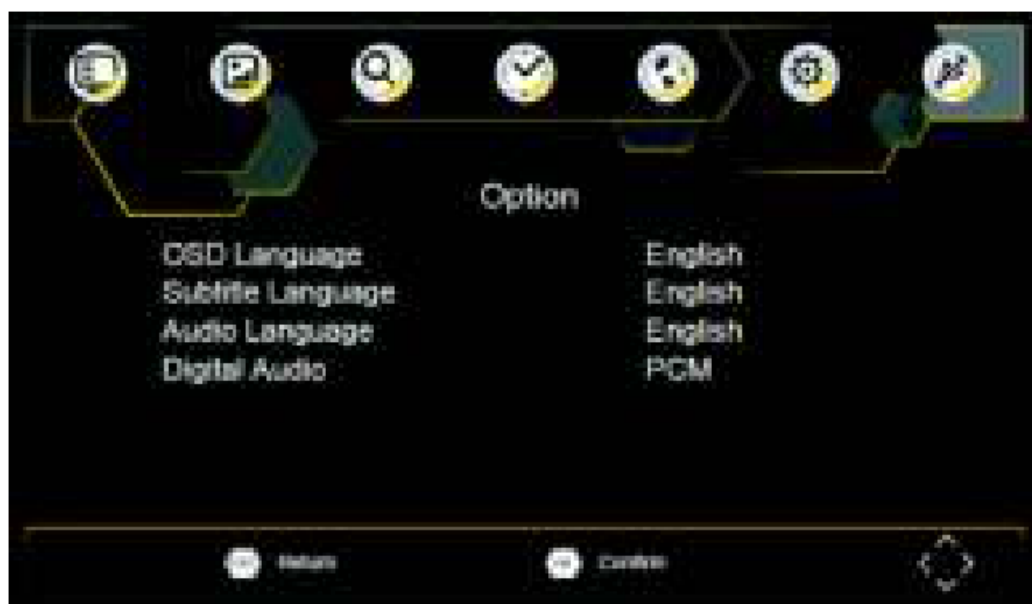 Option
OSD Language English
Subtitle Language English
Audio Language English
Digital Audio PCM
Return Confirm